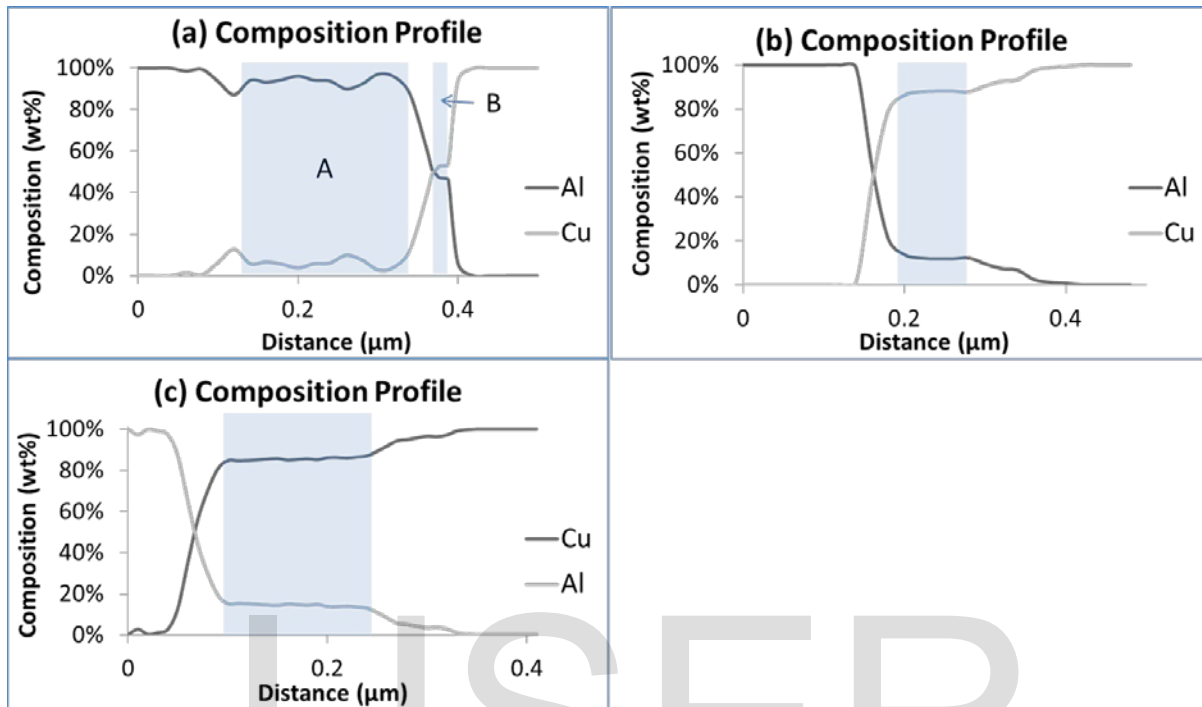 (a) Composition Profile
Composition (wt%)
100%
80%
60%
40%
20%
0%
A
B
Al
Cu
0
0.2
0.4
Distance (µm)
(b) Composition Profile
Composition (wt%)
100%
80%
60%
40%
20%
0%
Al
Cu
0
0.2
0.4
Distance (µm)
(c) Composition Profile
Composition (wt%)
100%
80%
60%
40%
20%
0%
Cu
Al
0
0.2
0.4
Distance (µm)